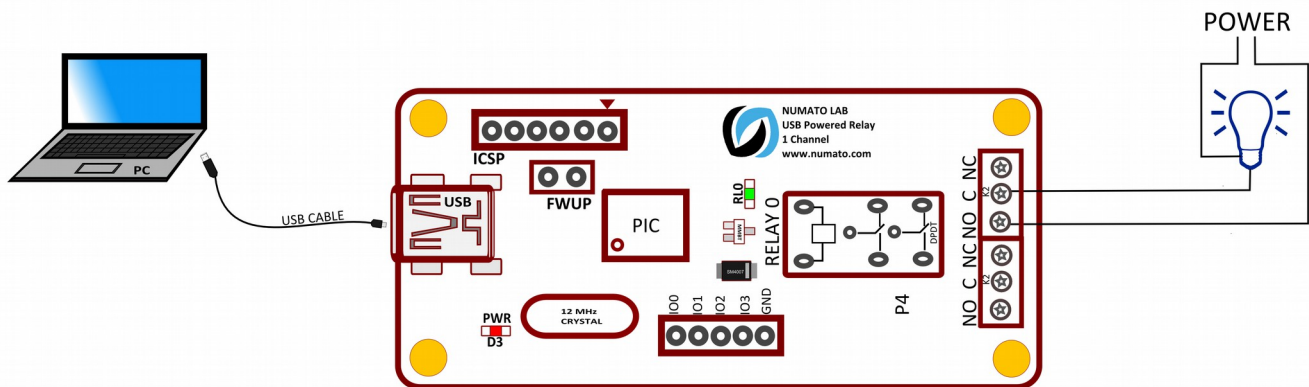 POWER
NUMATO LAB
USB Powered Relay
1 Channel
www.numato.com
PC
ICSP
USB
FWUP
USB CABLE
PIC
RL0
RELAY 0
DPDT
P4
NC
C
NO
K2
NC
C
NO
K2
SM4007
IO0
IO1
IO2
IO3
GND
12 MHz
CRYSTAL
PWR
D3